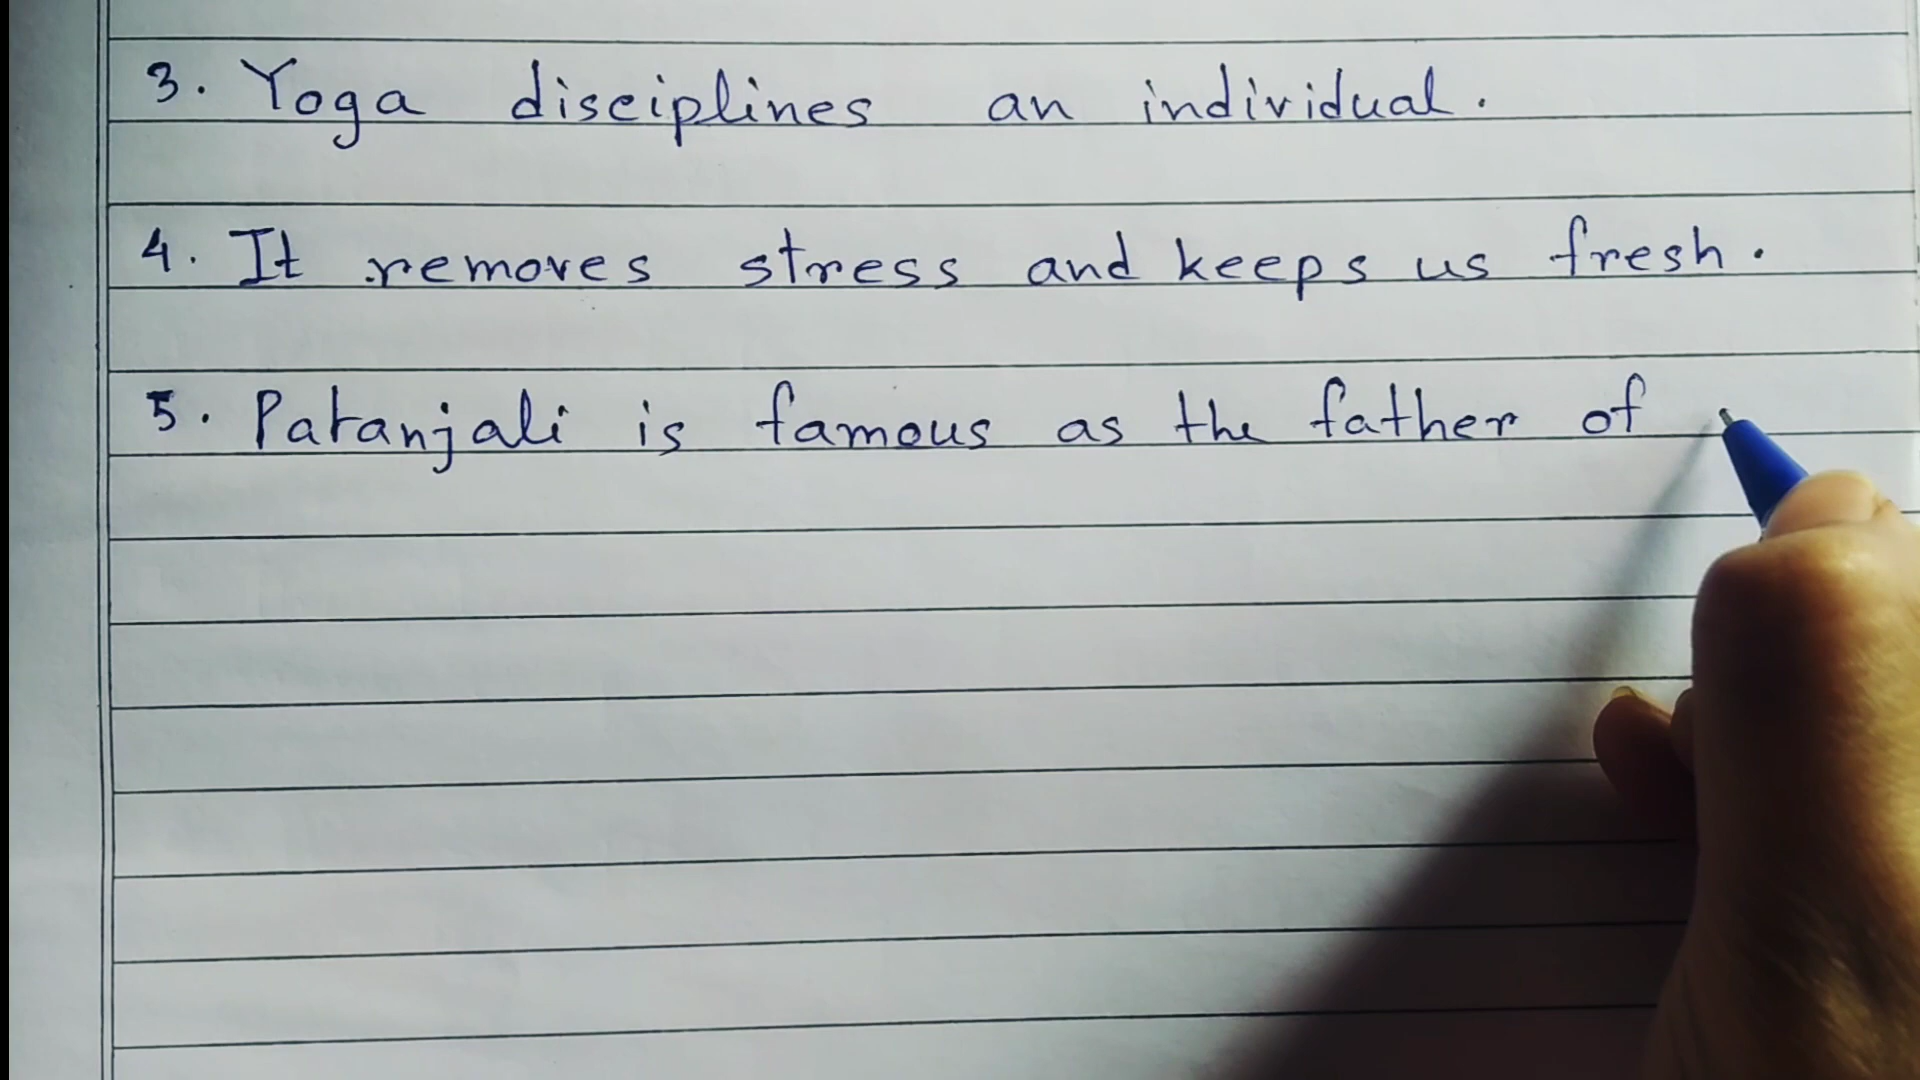 3. Yoga disciplines an individual.
4. It removes stress and keeps us fresh.
5. Patanjali is famous as the father of